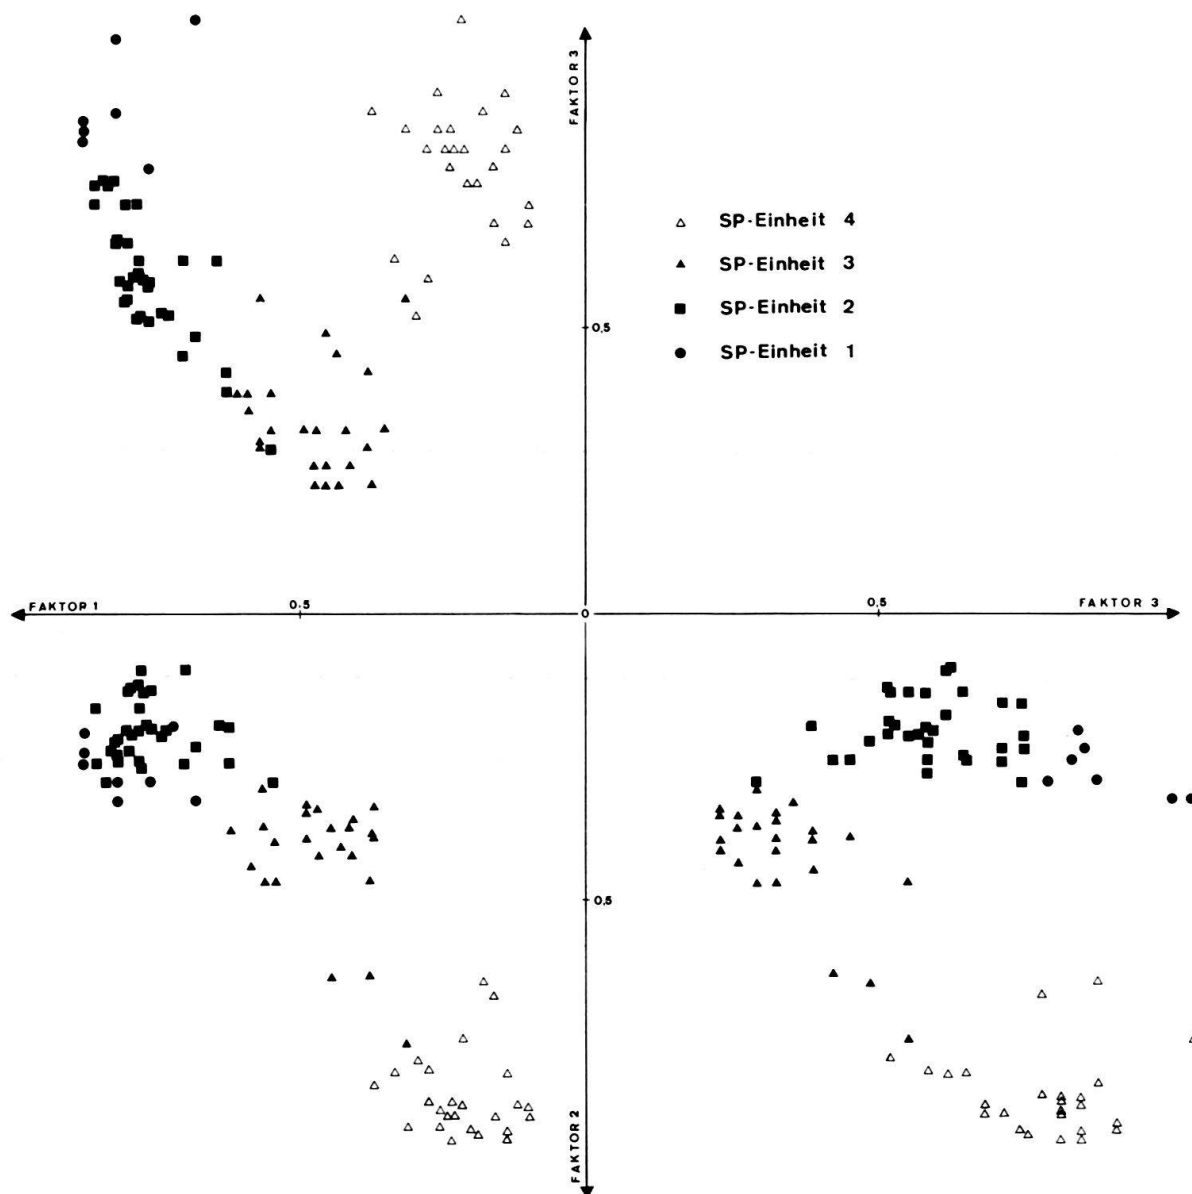 FAKTOR 3
SP-Einheit 4
SP-Einheit 3
SP-Einheit 2
SP-Einheit 1
0,5
FAKTOR 1
0.5
0
0,5
FAKTOR 3
0,5
FAKTOR 2